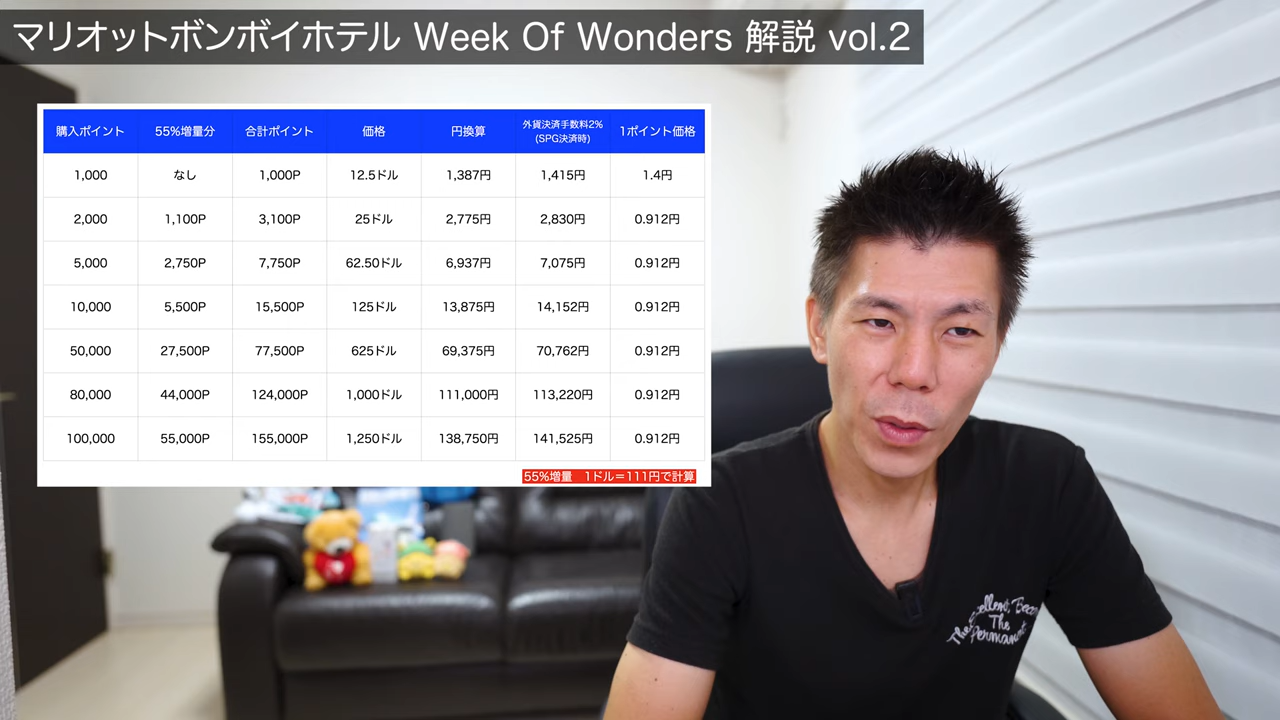 マリオットボンボイホテル Week Of Wonders 解説 vol.2
購入ポイント 55%増量分 合計ポイント 価格 円換算 外貨決済手数料2% (SPG決済時) 1ポイント価格
1,000 なし 1,000P 12.5ドル 1,387円 1,415円 1.4円
2,000 1,100P 3,100P 25ドル 2,775円 2,830円 0.912円
5,000 2,750P 7,750P 62.50ドル 6,937円 7,075円 0.912円
10,000 5,500P 15,500P 125ドル 13,875円 14,152円 0.912円
50,000 27,500P 77,500P 625ドル 69,375円 70,762円 0.912円
80,000 44,000P 124,000P 1,000ドル 111,000円 113,220円 0.912円
100,000 55,000P 155,000P 1,250ドル 138,750円 141,525円 0.912円
55%増量 1ドル=111円で計算
The
The